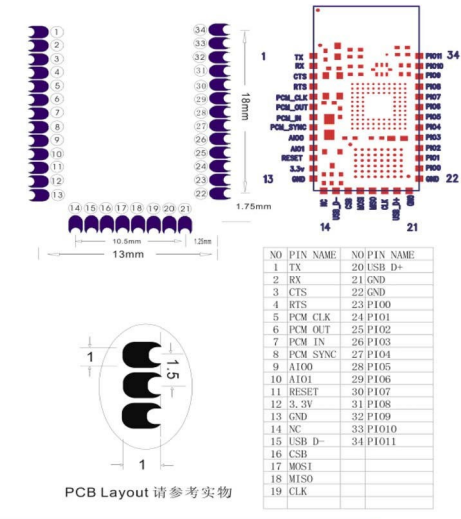 1
2
3
4
5
6
7
8
9
10
11
12
13
34
33
32
31
30
29
28
27
26
25
24
23
22
14 15 16 17 18 19 20 21
18mm
1.75mm
10.5mm
13mm
1
TX
RX
CTS
RTS
PCM_CLK
PCM_OUT
PCM_IN
PCM_SYNC
AIO0
AIO1
RESET
3.3v
13 GND
PIO11 34
PIO10
PIO9
PIO8
PIO7
PIO6
PIO5
PIO4
PIO3
PIO2
PIO1
PIO0
GND 22
NC USB_D- CSB MOSI MISO CLK USB_D+ GND
14 21
NO PIN NAME NO PIN NAME
1 TX 20 USB D+
2 RX 21 GND
3 CTS 22 GND
4 RTS 23 PIO0
5 PCM CLK 24 PIO1
6 PCM OUT 25 PIO2
7 PCM IN 26 PIO3
8 PCM SYNC 27 PIO4
9 AIO0 28 PIO5
10 AIO1 29 PIO6
11 RESET 30 PIO7
12 3.3V 31 PIO8
13 GND 32 PIO9
14 NC 33 PIO10
15 USB D- 34 PIO11
16 CSB
17 MOSI
18 MISO
19 CLK
1
1.5
1
PCB Layout 请参考实物